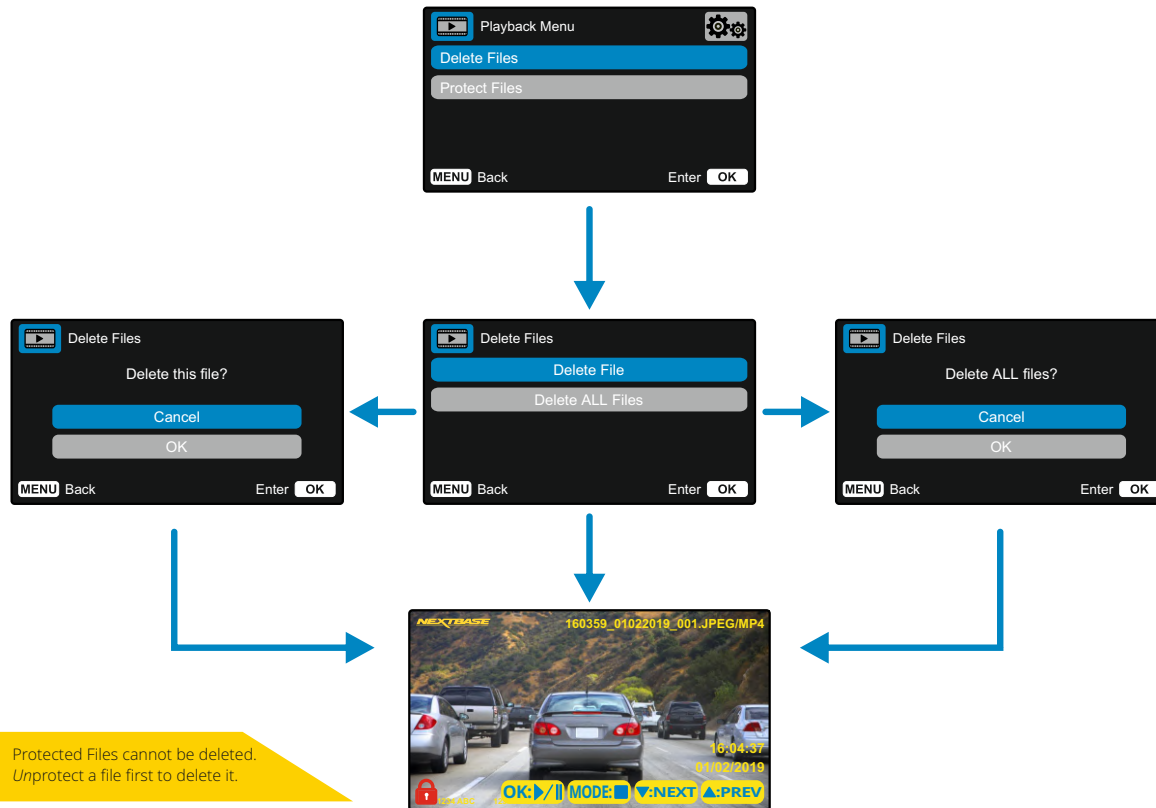 Playback Menu
Delete Files
Protect Files
MENU Back Enter OK
Delete Files
Delete this file?
Cancel
OK
MENU Back Enter OK
Delete Files
Delete File
Delete ALL Files
MENU Back Enter OK
Delete Files
Delete ALL files?
Cancel
OK
MENU Back Enter OK
NEXTBASE 160359_01022019_001.JPEG/MP4
16:04:37
01/02/2019
OK:▶/|| MODE:■ ▼:NEXT ▲:PREV
Protected Files cannot be deleted.
Unprotect a file first to delete it.